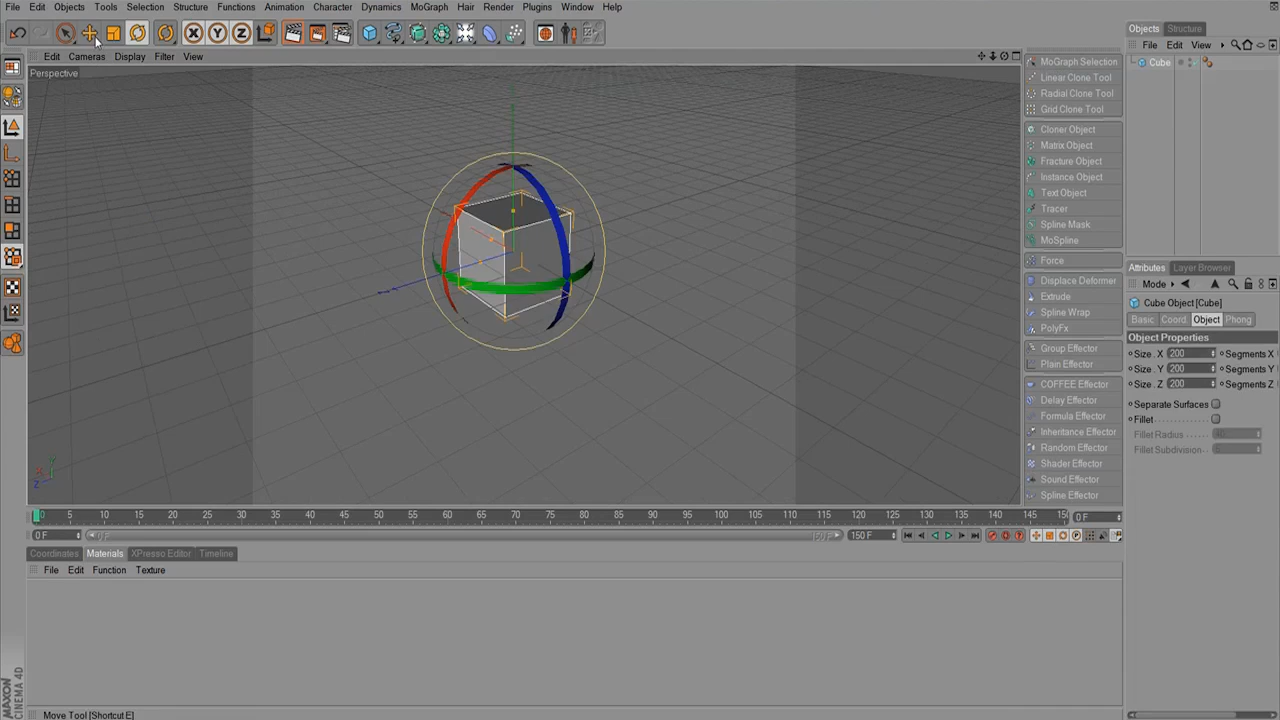 File Edit Objects Tools Selection Structure Functions Animation Character Dynamics MoGraph Hair Render Plugins Window Help
X Y Z
Objects Structure
File Edit View
Edit Cameras Display Filter View
Perspective
Cube
MoGraph Selection
Linear Clone Tool
Radial Clone Tool
Grid Clone Tool
Cloner Object
Matrix Object
Fracture Object
Instance Object
Text Object
Tracer
Spline Mask
MoSpline
Force
Displace Deformer
Extrude
Spline Wrap
PolyFx
Group Effector
Plain Effector
COFFEE Effector
Delay Effector
Formula Effector
Inheritance Effector
Random Effector
Shader Effector
Sound Effector
Spline Effector
Attributes Layer Browser
Mode
Cube Object [Cube]
Basic Coord. Object Phong
Object Properties
Size . X 200 Segments X
Size . Y 200 Segments Y
Size . Z 200 Segments Z
Separate Surfaces
Fillet
Fillet Radius
Fillet Subdivision
Y
X
Z
0 5 10 15 20 25 30 35 40 45 50 55 60 65 70 75 80 85 90 95 100 105 110 115 120 125 130 135 140 145 150 0 F
0 F 0 F 150 F 150 F
Coordinates Materials XPresso Editor Timeline
File Edit Function Texture
MAXON
CINEMA 4D
Move Tool [Shortcut E]